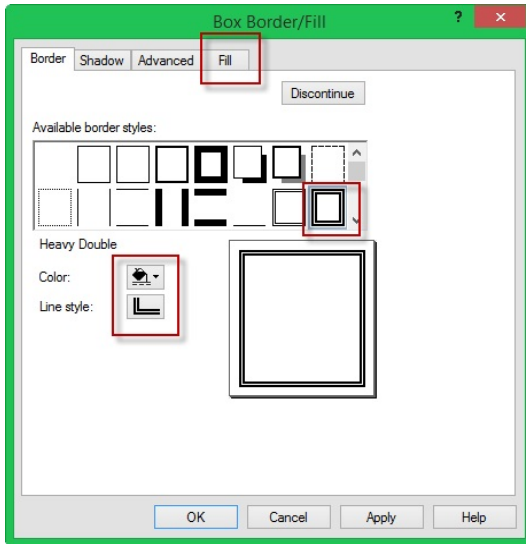 Box Border/Fill ? ×
Border Shadow Advanced Fill
Discontinue
Available border styles:
Heavy Double
Color:
Line style:
OK Cancel Apply Help